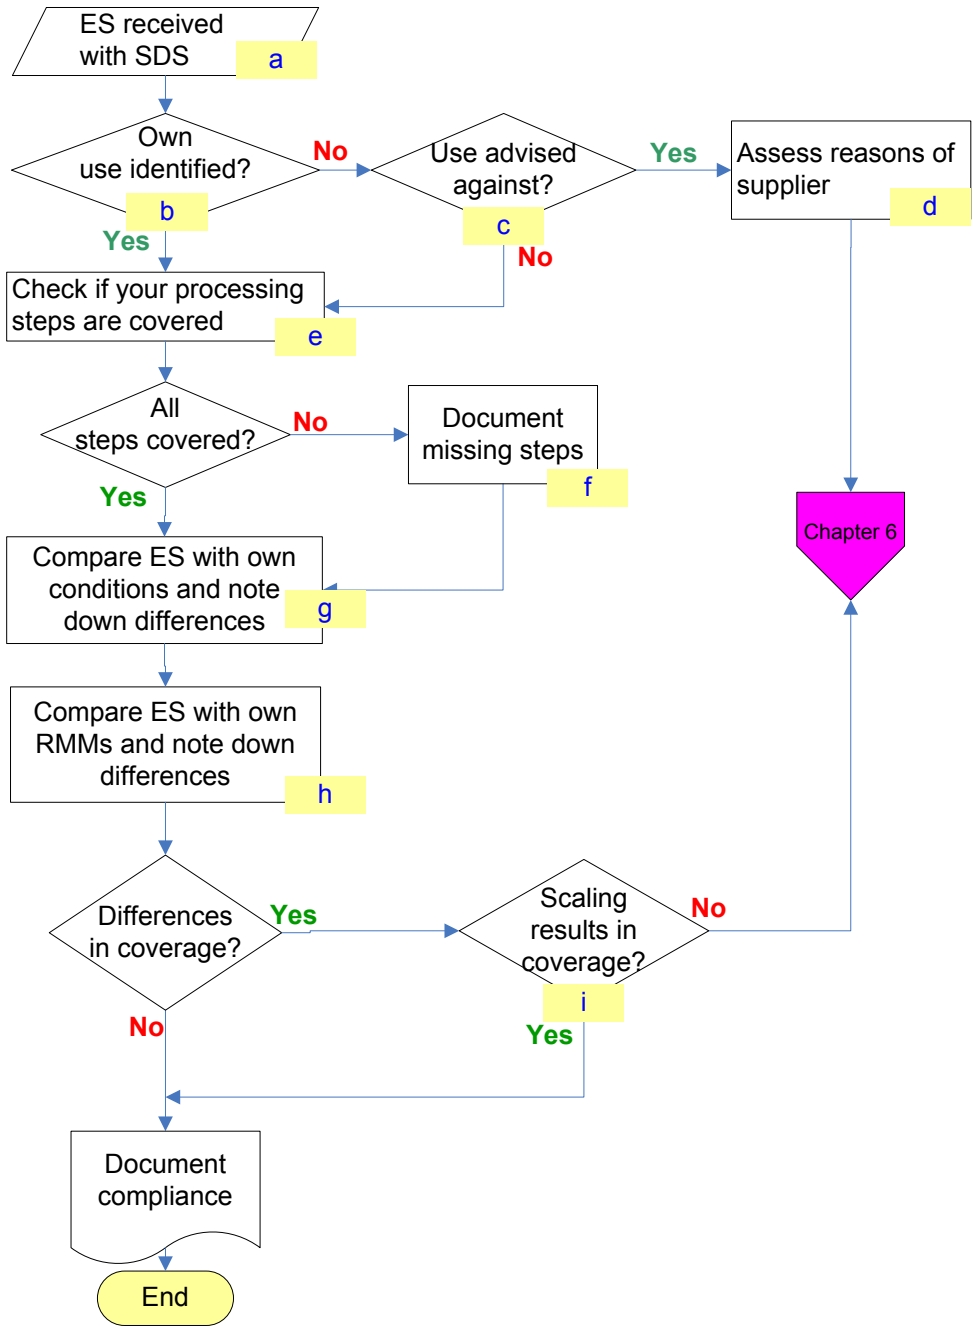 ES received
with SDS
a
Own
use identified?
b
No
Use advised
against?
c
Yes
Assess reasons of
supplier
d
Yes
No
Check if your processing
steps are covered
e
All
steps covered?
No
Document
missing steps
f
Yes
Chapter 6
Compare ES with own
conditions and note
down differences
g
Compare ES with own
RMMs and note down
differences
h
Differences
in coverage?
Yes
Scaling
results in
coverage?
i
No
No
Yes
Document
compliance
End